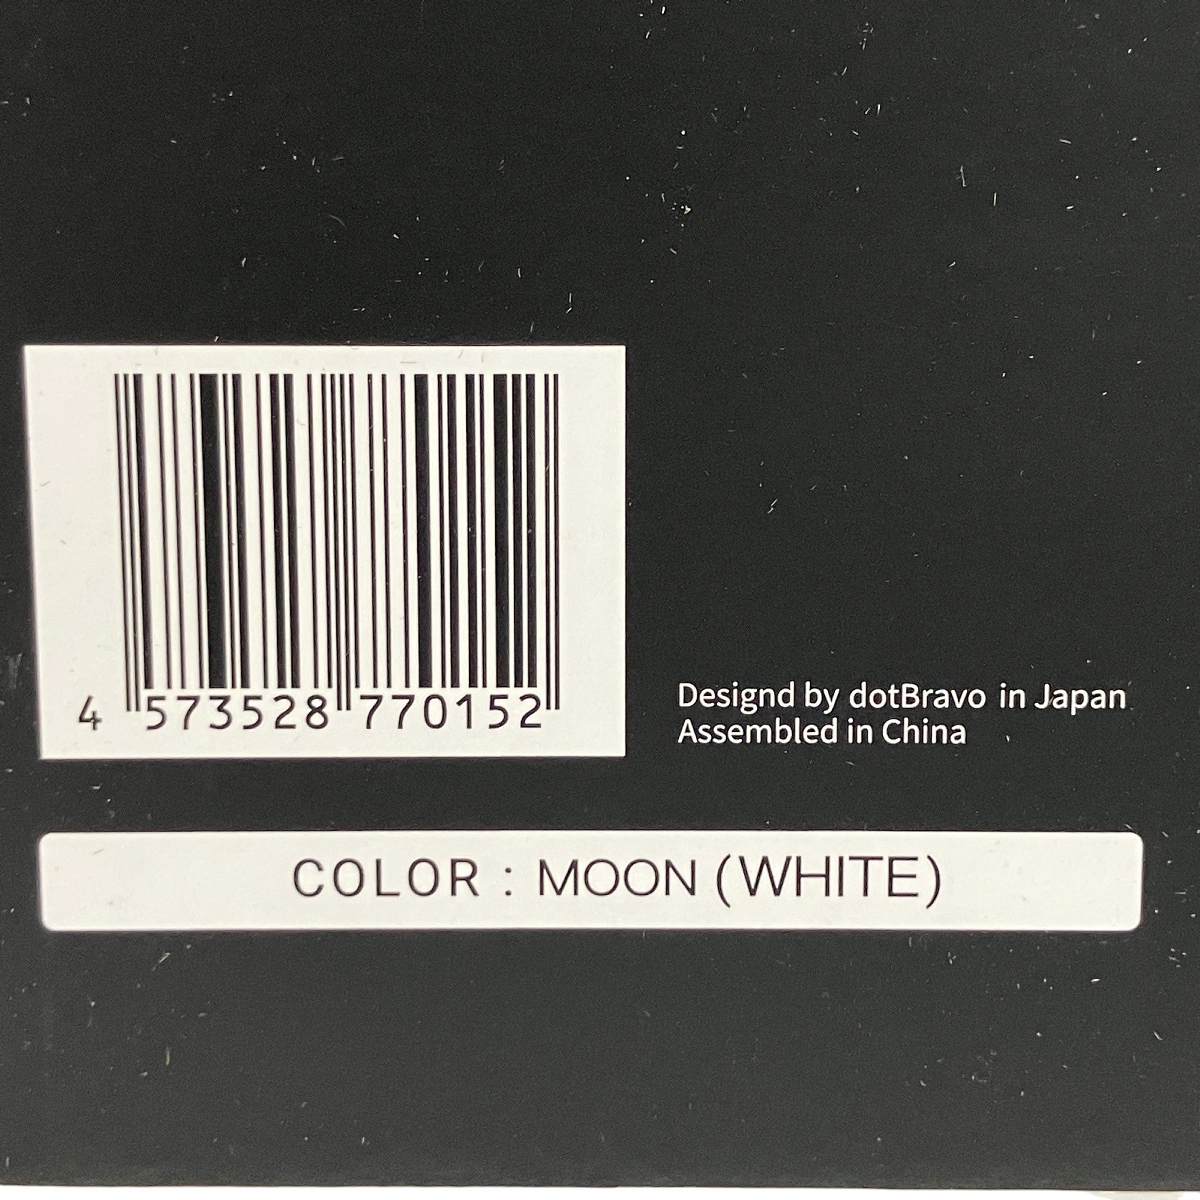 4 573528 770152
Designd by dotBravo in Japan
Assembled in China
COLOR : MOON (WHITE)